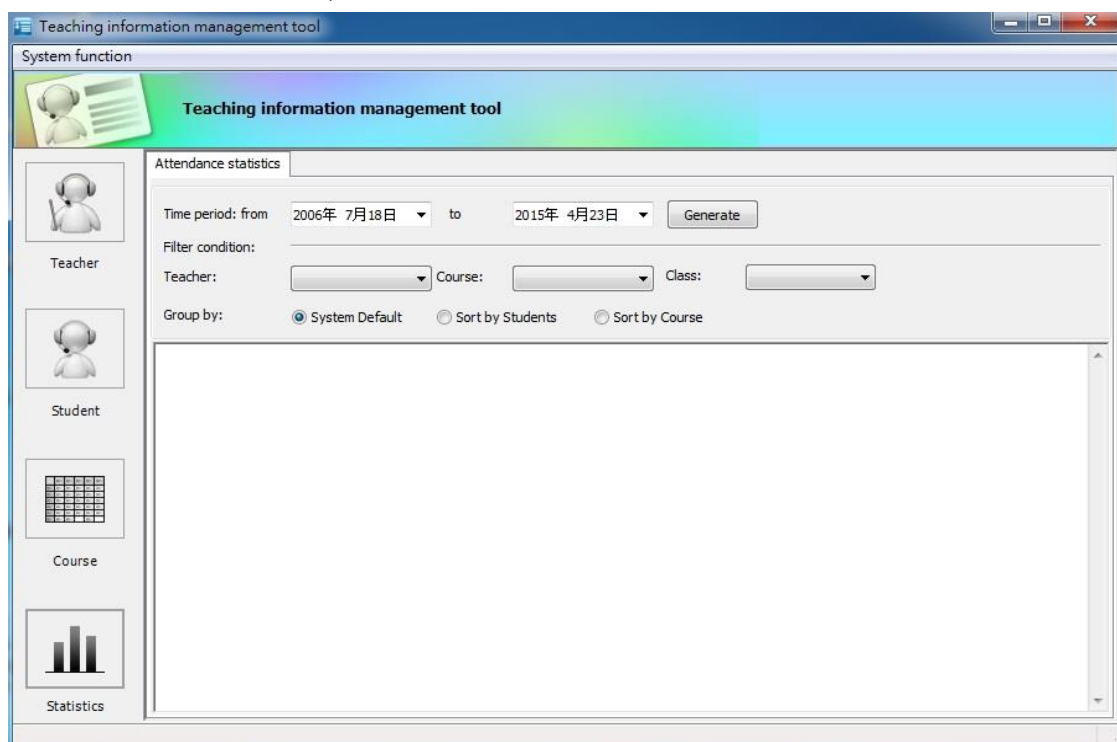 Teaching information management tool
System function
Teaching information management tool
Attendance statistics
Time period: from 2006年 7月18日 to 2015年 4月23日 Generate
Filter condition:
Teacher: Course: Class:
Group by: System Default Sort by Students Sort by Course
Teacher
Student
Course
Statistics